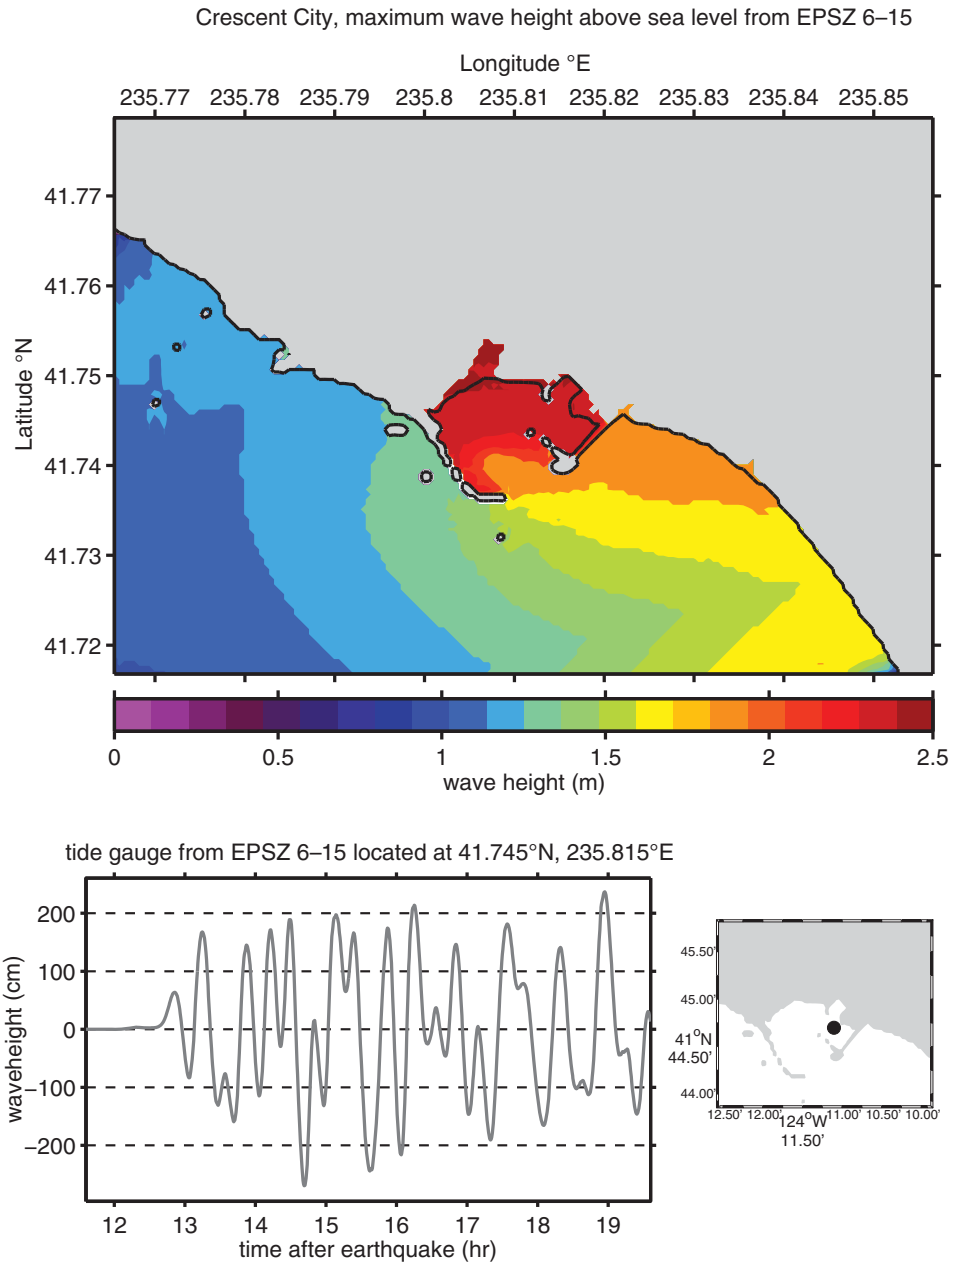 Crescent City, maximum wave height above sea level from EPSZ 6–15
Longitude °E
235.77 235.78 235.79 235.8 235.81 235.82 235.83 235.84 235.85
Latitude °N
41.77
41.76
41.75
41.74
41.73
41.72
0 0.5 1 1.5 2 2.5
wave height (m)
tide gauge from EPSZ 6–15 located at 41.745°N, 235.815°E
waveheight (cm)
200
100
0
−100
−200
12 13 14 15 16 17 18 19
time after earthquake (hr)
45.50'
45.00'
41°N
44.50'
44.00'
12.50' 12.00' 11.00' 10.50' 10.00'
124°W
11.50'